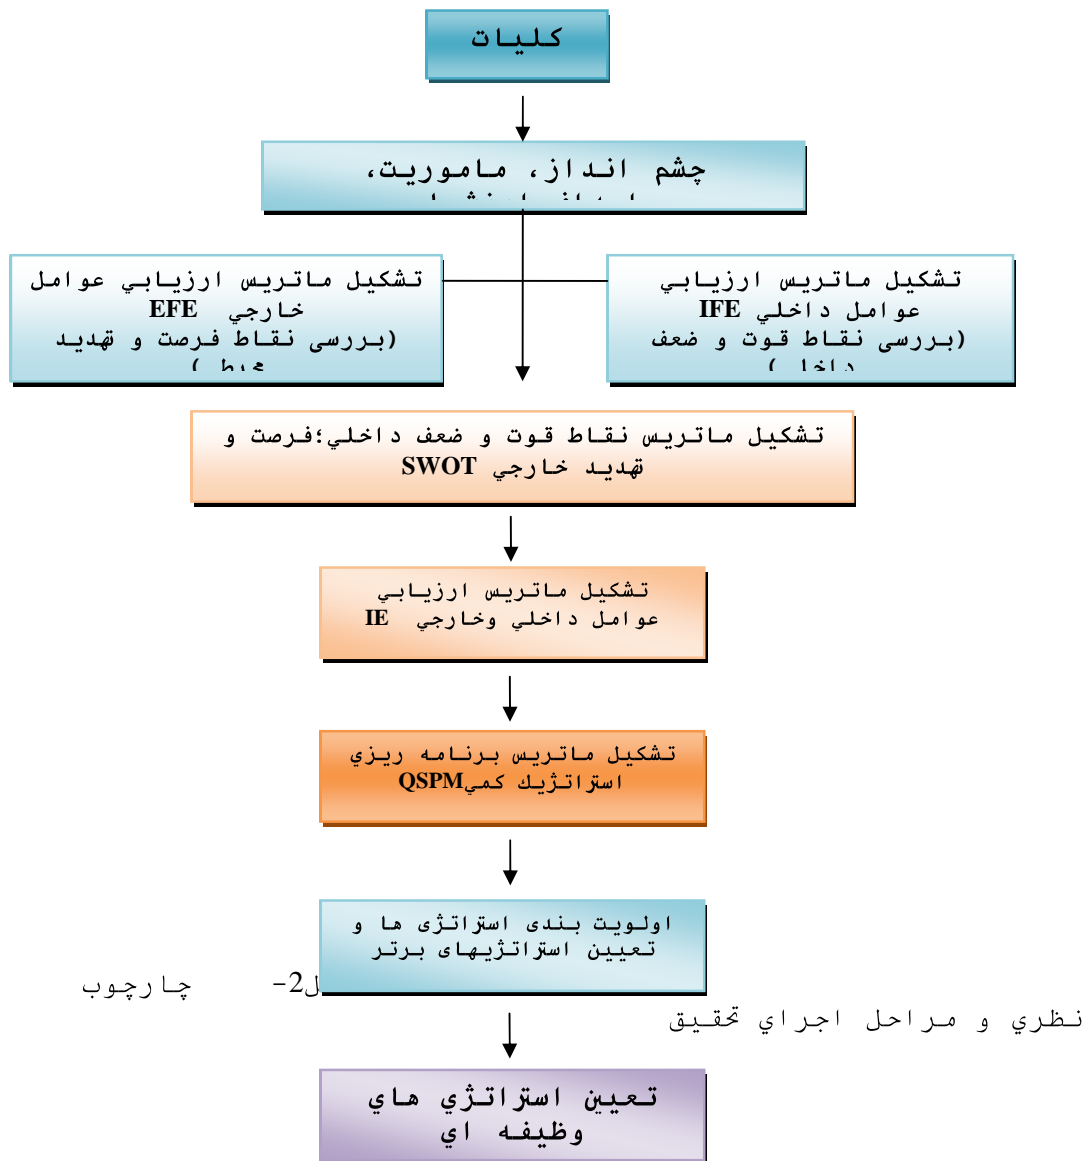 کلیات
چشم انداز، ماموریت،
تشکیل ماتریس ارزیابي
عوامل داخلي IFE
(بررسی نقاط قوت و ضعف
تشکیل ماتریس ارزیابي عوامل
خارجي EFE
(بررسی نقاط فرصت و تهدید
تشکیل ماتریس نقاط قوت و ضعف داخلي؛فرصت و
تهدید خارجي SWOT
تشکیل ماتریس ارزیابي
عوامل داخلي وخارجي IE
تشکیل ماتریس برنامه ریزي
استراتژیك کميQSPM
اولویت بندی استراتژی ها و
تعیین استراتژیهای برتر
ل2- چارچوب
نظري و مراحل اجراي تحقیق
تعیین استراتژي هاي
وظیفه اي